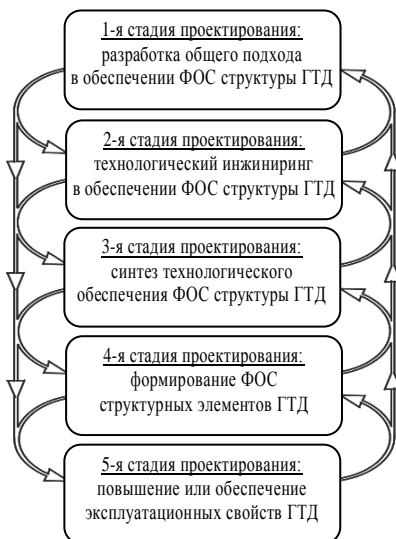 1-я стадия проектирования:
разработка общего подхода
в обеспечении ФОС структуры ГТД
2-я стадия проектирования:
технологический инжиниринг
в обеспечении ФОС структуры ГТД
3-я стадия проектирования:
синтез технологического
обеспечения ФОС структуры ГТД
4-я стадия проектирования:
формирование ФОС
структурных элементов ГТД
5-я стадия проектирования:
повышение или обеспечение
эксплуатационных свойств ГТД